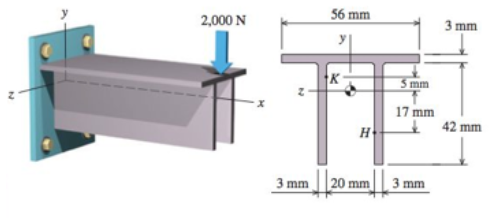 y
2,000 N
z
x
56 mm
3 mm
y
K
z
5 mm
17 mm
H
42 mm
3 mm 20 mm 3 mm